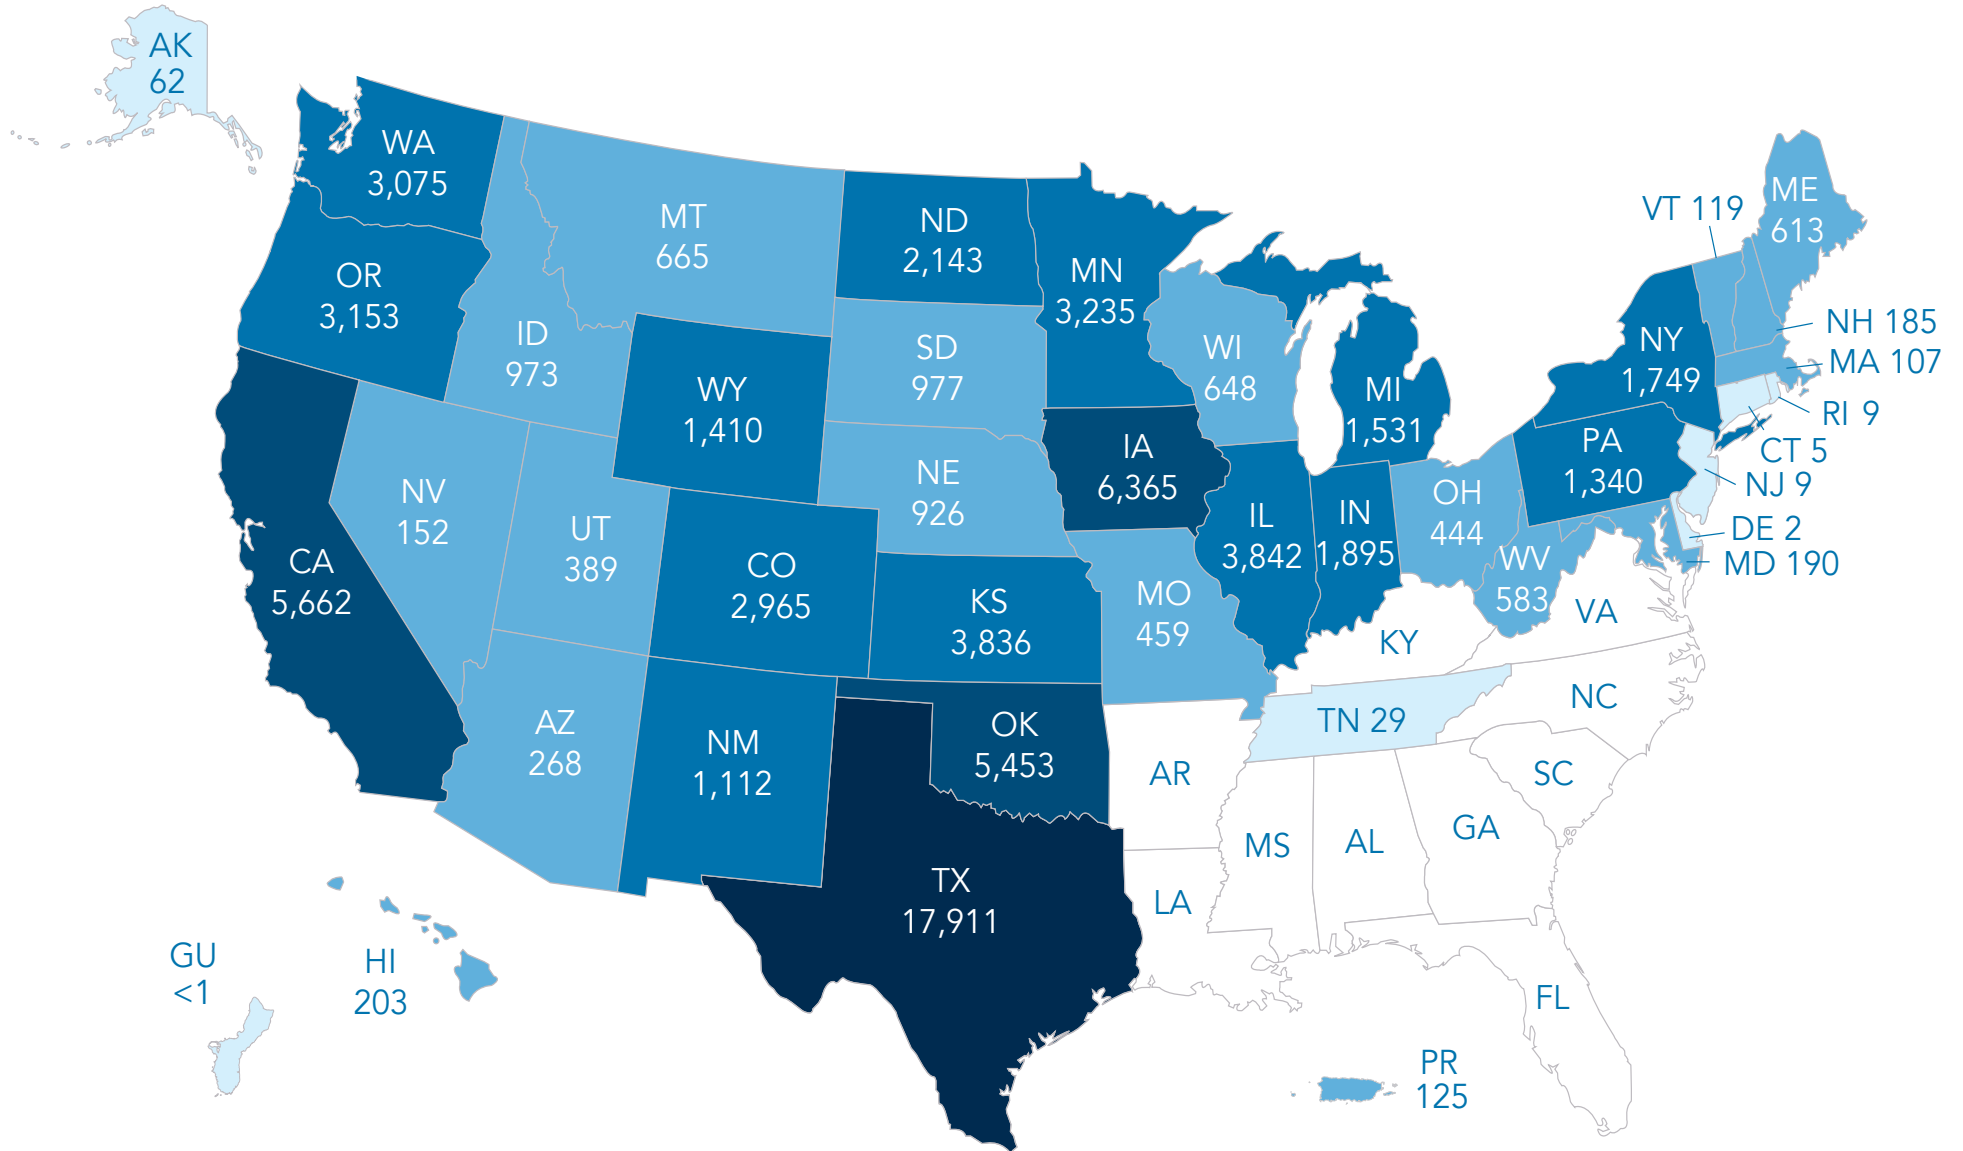 AK
62
WA
3,075
MT
665
ND
2,143
MN
3,235
VT 119
ME
613
OR
3,153
ID
973
SD
977
WI
648
NY
1,749
NH 185
MA 107
WY
1,410
MI
1,531
RI 9
CT 5
NJ 9
PA
1,340
IA
6,365
NE
926
NV
152
UT
389
OH
444
IL
3,842
IN
1,895
DE 2
MD 190
CA
5,662
CO
2,965
KS
3,836
MO
459
WV
583
VA
KY
AZ
268
NM
1,112
OK
5,453
TN 29
NC
AR
SC
MS
AL
GA
TX
17,911
LA
GU
<1
HI
203
FL
PR
125